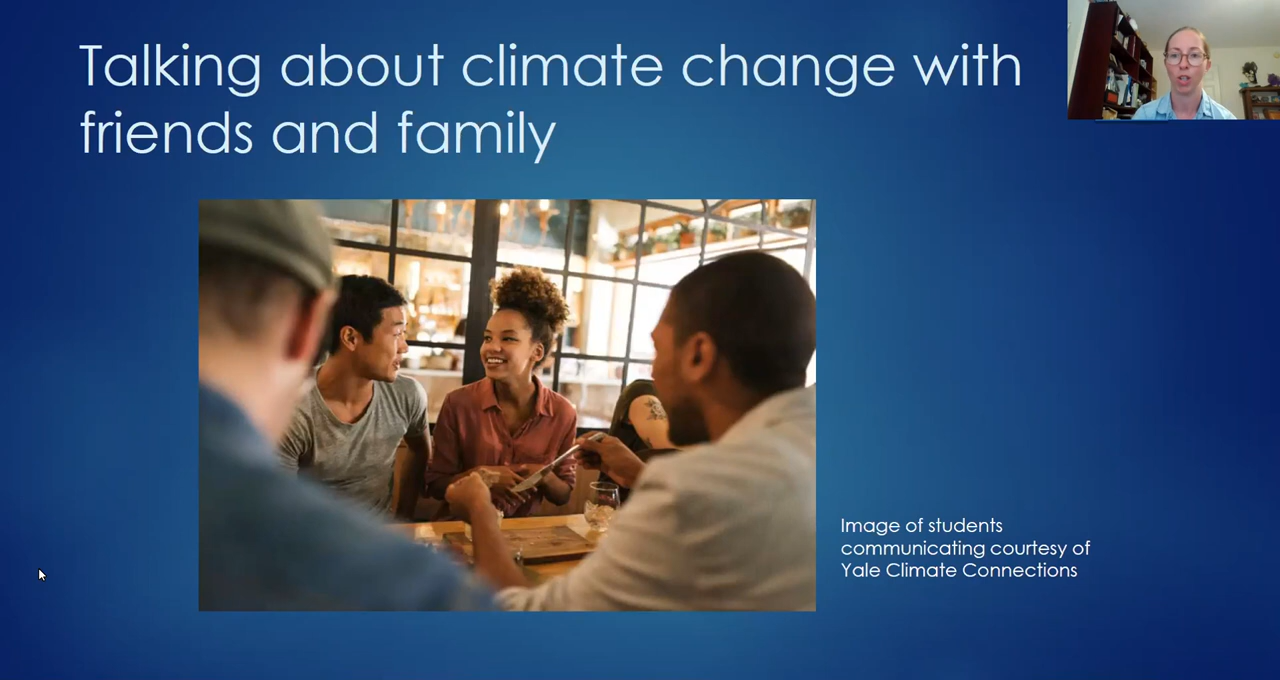 Talking about climate change with
friends and family
Image of students
communicating courtesy of
Yale Climate Connections